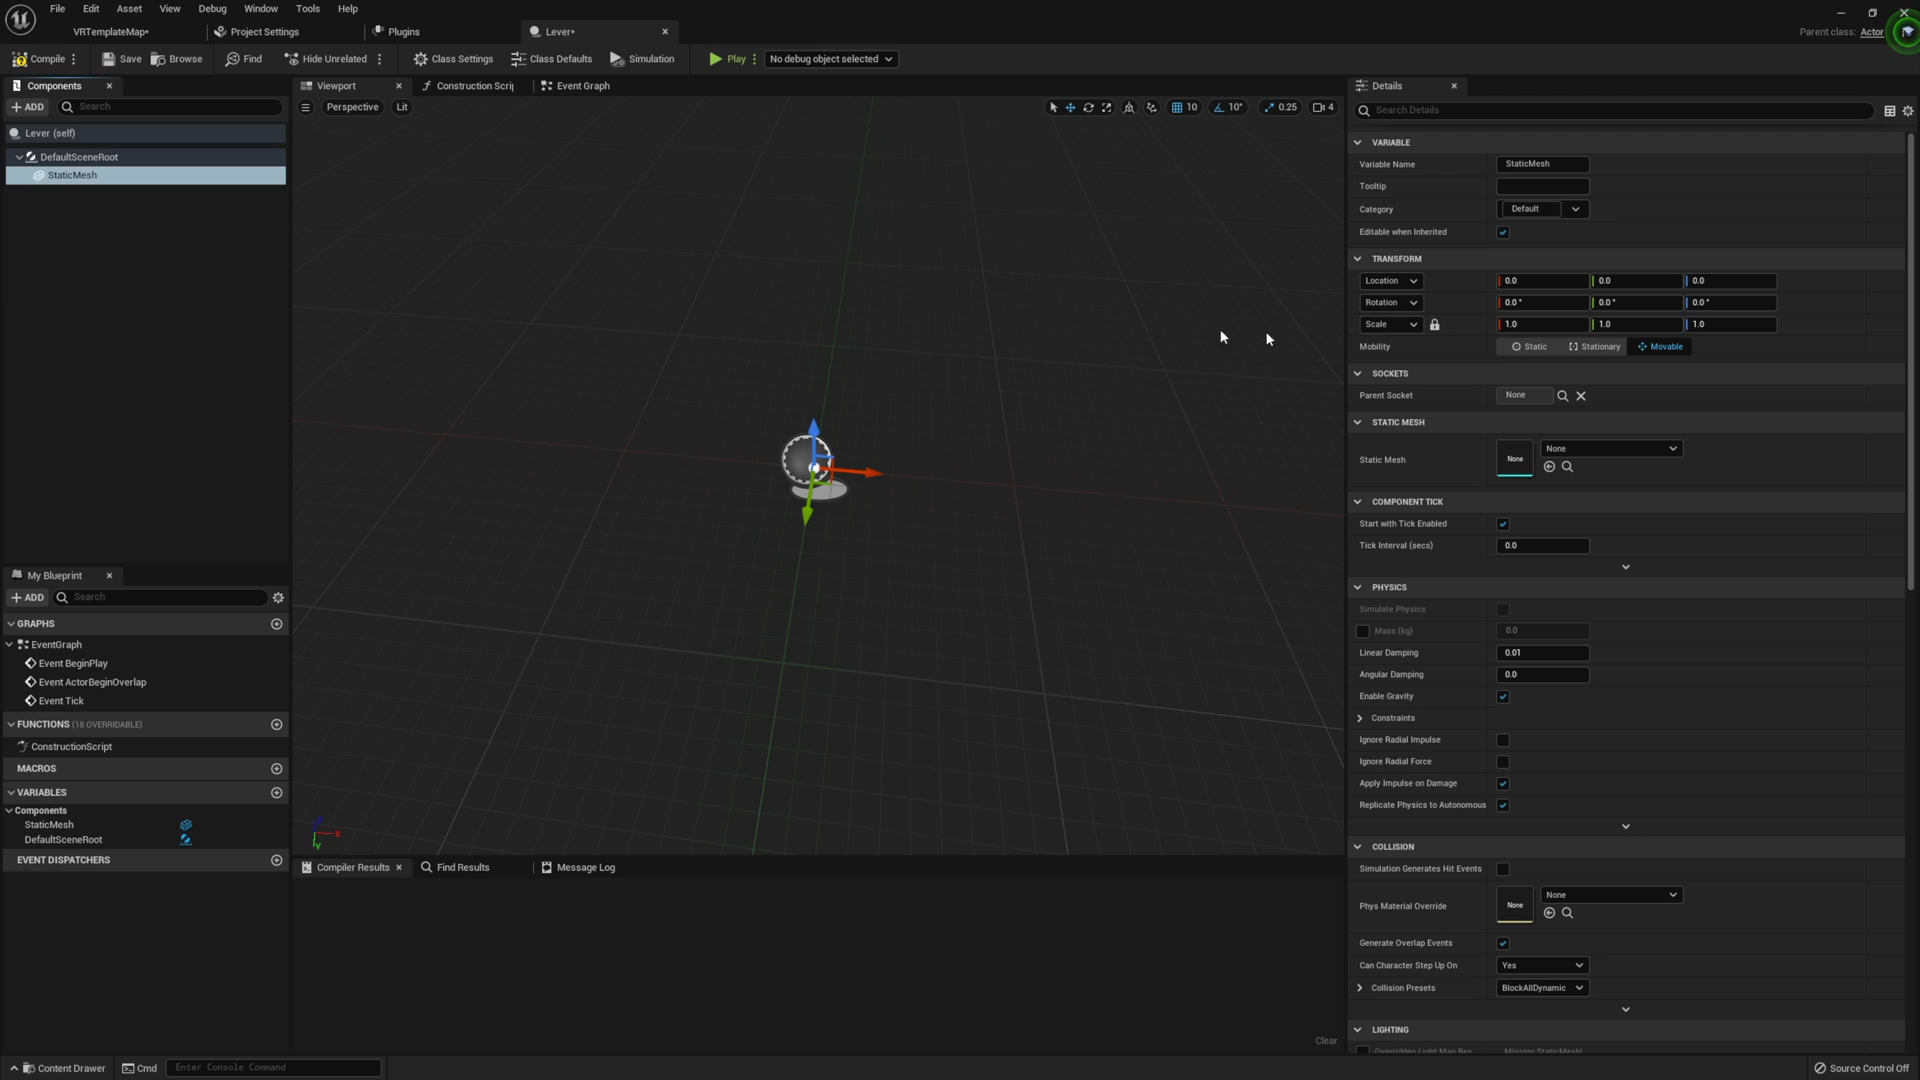 File Edit Asset View Debug Window Tools Help
VRTemplateMap* Project Settings Plugins Lever*
Parent class: Actor
Compile Save Browse Find Hide Unrelated Class Settings Class Defaults Simulation Play No debug object selected
Components
ADD Search
Lever (self)
DefaultSceneRoot
StaticMesh
My Blueprint
ADD Search
GRAPHS
EventGraph
Event BeginPlay
Event ActorBeginOverlap
Event Tick
FUNCTIONS (18 OVERRIDABLE)
ConstructionScript
MACROS
VARIABLES
Components
StaticMesh
DefaultSceneRoot
EVENT DISPATCHERS
Viewport Construction Scrip Event Graph
Perspective Lit 10 10° 0.25 4
X
Y
Compiler Results Find Results Message Log
Clear
Details
Search Details
VARIABLE
Variable Name StaticMesh
Tooltip
Category Default
Editable when Inherited
TRANSFORM
Location 0.0 0.0 0.0
Rotation 0.0 ° 0.0 ° 0.0 °
Scale 1.0 1.0 1.0
Mobility Static Stationary Movable
SOCKETS
Parent Socket None
STATIC MESH
Static Mesh None None
COMPONENT TICK
Start with Tick Enabled
Tick Interval (secs) 0.0
PHYSICS
Simulate Physics
Mass (kg) 0.0
Linear Damping 0.01
Angular Damping 0.0
Enable Gravity
Constraints
Ignore Radial Impulse
Ignore Radial Force
Apply Impulse on Damage
Replicate Physics to Autonomous
COLLISION
Simulation Generates Hit Events
Phys Material Override None None
Generate Overlap Events
Can Character Step Up On Yes
Collision Presets BlockAllDynamic
LIGHTING
Overridden Light Map Res Missing StaticMesh!
Content Drawer Cmd Enter Console Command Source Control Off